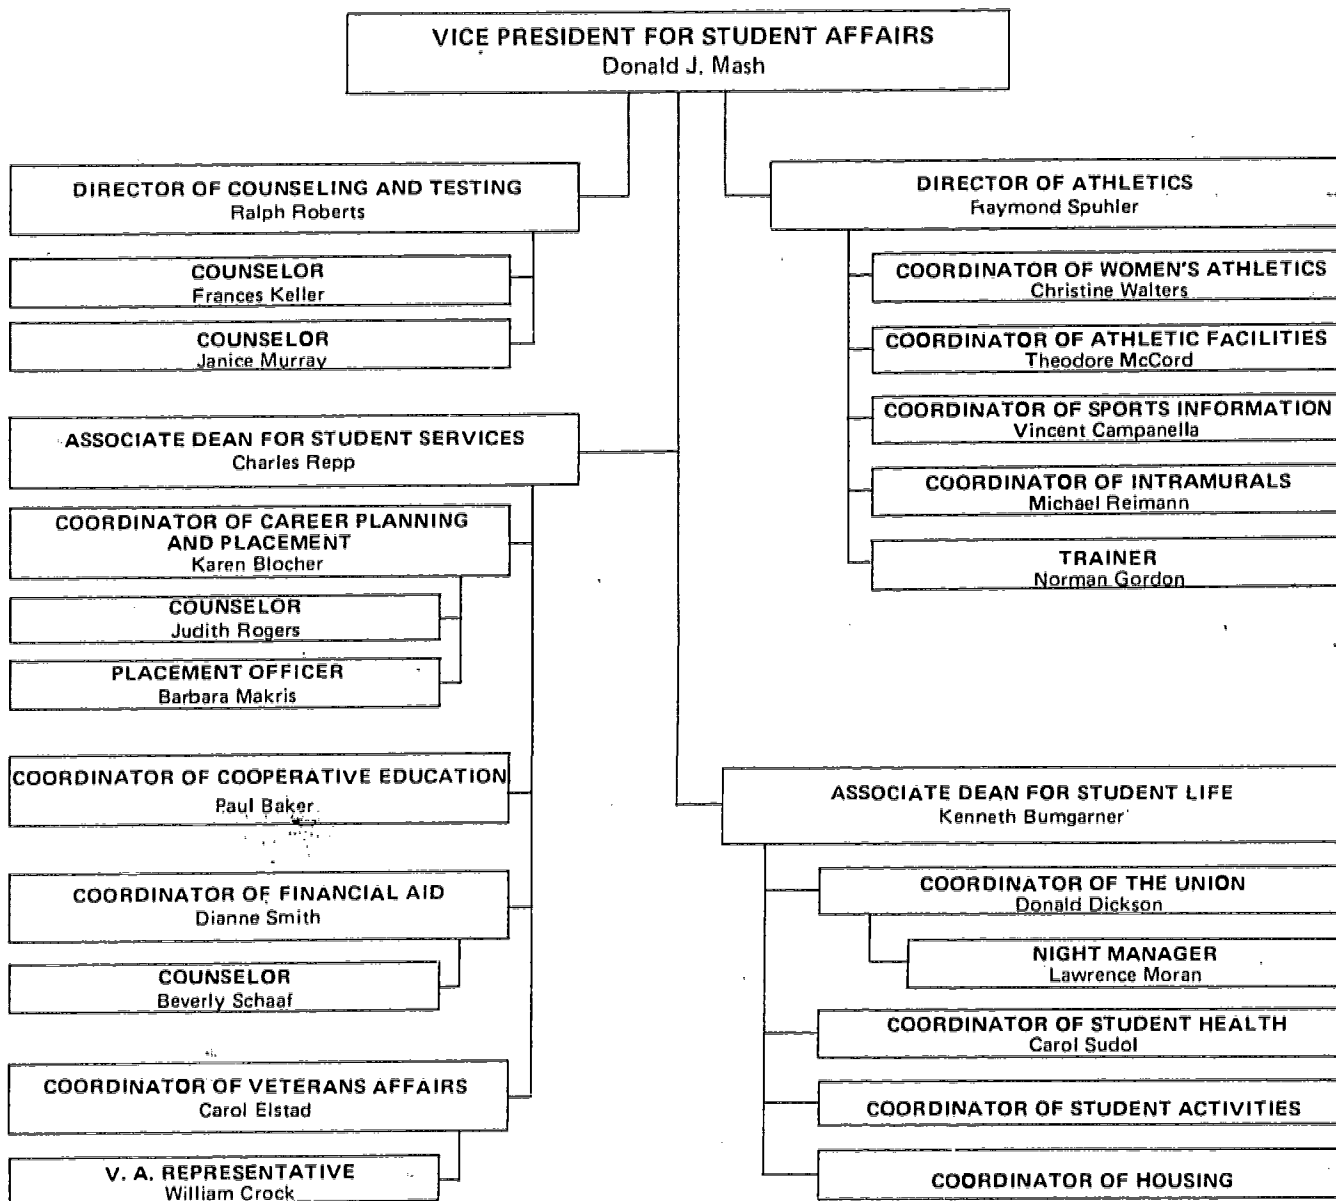 VICE PRESIDENT FOR STUDENT AFFAIRS
Donald J. Mash
DIRECTOR OF COUNSELING AND TESTING
Ralph Roberts
COUNSELOR
Frances Keller
COUNSELOR
Janice Murray
ASSOCIATE DEAN FOR STUDENT SERVICES
Charles Repp
COORDINATOR OF CAREER PLANNING
AND PLACEMENT
Karen Blocher
COUNSELOR
Judith Rogers
PLACEMENT OFFICER
Barbara Makris
COORDINATOR OF COOPERATIVE EDUCATION
Paul Baker
COORDINATOR OF FINANCIAL AID
Dianne Smith
COUNSELOR
Beverly Schaaf
COORDINATOR OF VETERANS AFFAIRS
Carol Elstad
V. A. REPRESENTATIVE
William Crock
DIRECTOR OF ATHLETICS
Raymond Spuhler
COORDINATOR OF WOMEN'S ATHLETICS
Christine Walters
COORDINATOR OF ATHLETIC FACILITIES
Theodore McCord
COORDINATOR OF SPORTS INFORMATION
Vincent Campanella
COORDINATOR OF INTRAMURALS
Michael Reimann
TRAINER
Norman Gordon
ASSOCIATE DEAN FOR STUDENT LIFE
Kenneth Bumgarner
COORDINATOR OF THE UNION
Donald Dickson
NIGHT MANAGER
Lawrence Moran
COORDINATOR OF STUDENT HEALTH
Carol Sudol
COORDINATOR OF STUDENT ACTIVITIES
COORDINATOR OF HOUSING